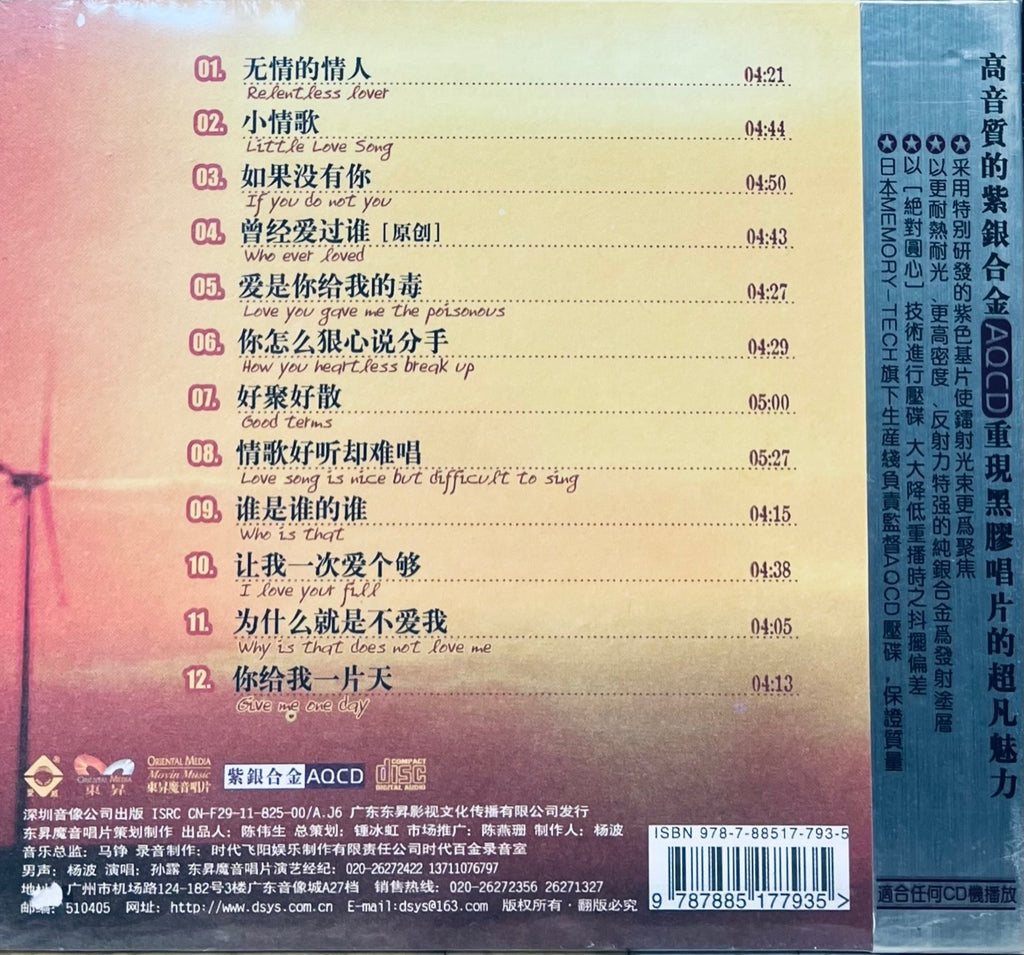 01. 无情的情人 04:21
Relentless lover
02. 小情歌 04:44
Little Love Song
03. 如果没有你 04:50
If you do not you
04. 曾经爱过谁 [原创] 04:43
Who ever loved
05. 爱是你给我的毒 04:27
Love you gave me the poisonous
06. 你怎么狠心说分手 04:29
How you heartless break up
07. 好聚好散 05:00
Good terms
08. 情歌好听却难唱 05:27
Love song is nice but difficult to sing
09. 谁是谁的谁 04:15
Who is that
10. 让我一次爱个够 04:38
I love your fill
11. 为什么就是不爱我 04:05
Why is that does not love me
12. 你给我一片天 04:13
Give me one day
ORIENTAL MEDIA
東昇
ORIENTAL MEDIA
Movin Music
東昇魔音唱片
紫銀合金AQCD
COMPACT
disc
DIGITAL AUDIO
深圳音像公司出版 ISRC CN-F29-11-825-00/A.J6 广东东昇影视文化传播有限公司发行
东昇魔音唱片策划制作 出品人：陈伟生 总策划：锺冰虹 市场推广：陈燕珊 制作人：杨波
音乐总监：马铮 录音制作：时代飞阳娱乐制作有限责任公司时代百金录音室
男声：杨波 演唱：孙露 东昇魔音唱片演艺经纪：020-26272422 13711076797
地址：广州市机场路124-182号3楼广东音像城A27档 销售热线：020-26272356 26271327
邮编：510405 网址：http://www.dsys.com.cn E-mail:dsys@163.com 版权所有·翻版必究
ISBN 978-7-88517-793-5
9 787885 177935 >
高音質的紫銀合金AQCD重現黑膠唱片的超凡魅力
★采用特別研發的紫色基片使鐳射光束更爲聚焦
★以更耐熱耐光、更高密度、反射力特强的純銀合金爲發射塗層
★以［絕對圓心］技術進行壓碟 大大降低重播時之抖擺偏差
★日本MEMORY-TECH旗下生産綫負責監督AQCD壓碟，保證質量
適合任何CD機播放